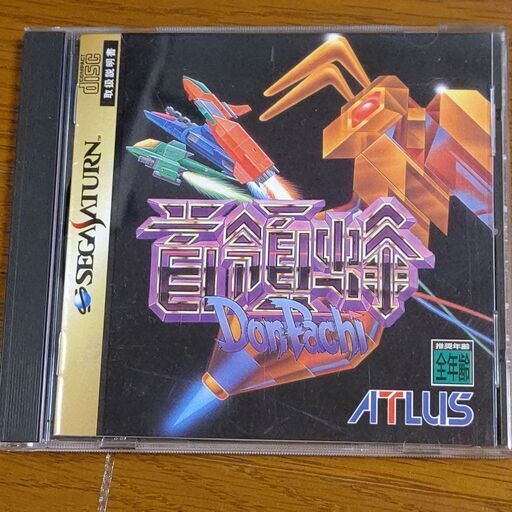 COMPACT
disc
取扱説明書
SEGA SATURN™
首領蜂
DonPachi
推奨年齢
全年齢
ATLUS